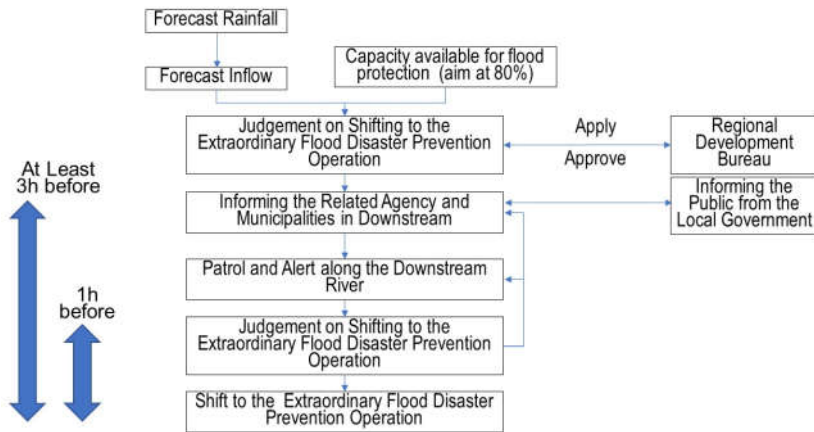 Forecast Rainfall
Forecast Inflow
Capacity available for flood
protection (aim at 80%)
Judgement on Shifting to the
Extraordinary Flood Disaster Prevention
Operation
Apply
Approve
Regional
Development
Bureau
At Least
3h before
Informing the Related Agency
and Municipalities in Downstream
Informing the
Public from the
Local Government
Patrol and Alert along the Downstream
River
1h
before
Judgement on Shifting to the
Extraordinary Flood Disaster Prevention
Operation
Shift to the Extraordinary Flood Disaster
Prevention Operation